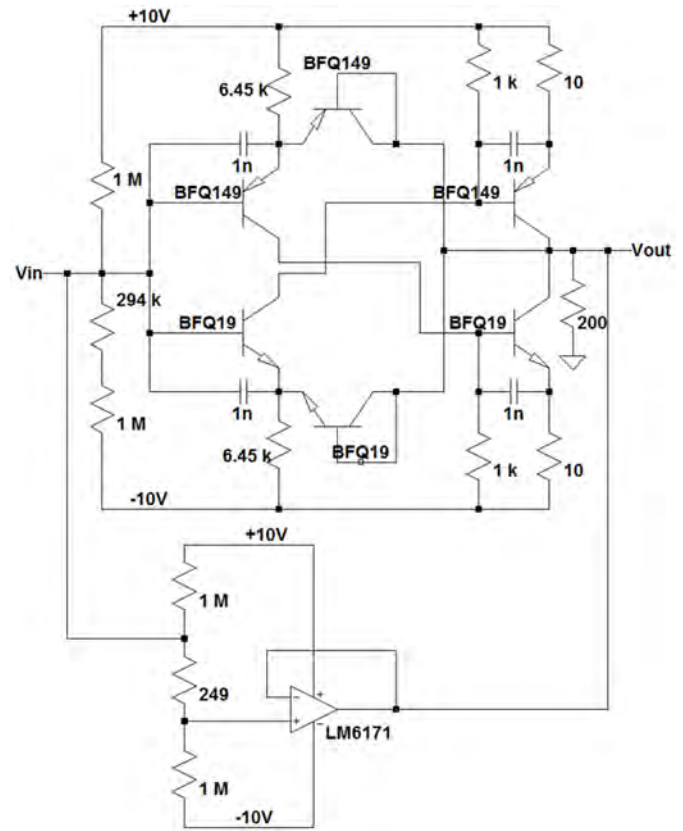 +10V
BFQ149
6.45 k
1 k
10
1n
1n
1 M
BFQ149
BFQ149
Vin
Vout
294 k
BFQ19
BFQ19
200
1n
1n
1 M
6.45 k
BFQ19
1 k
10
-10V
+10V
1 M
249
LM6171
1 M
-10V